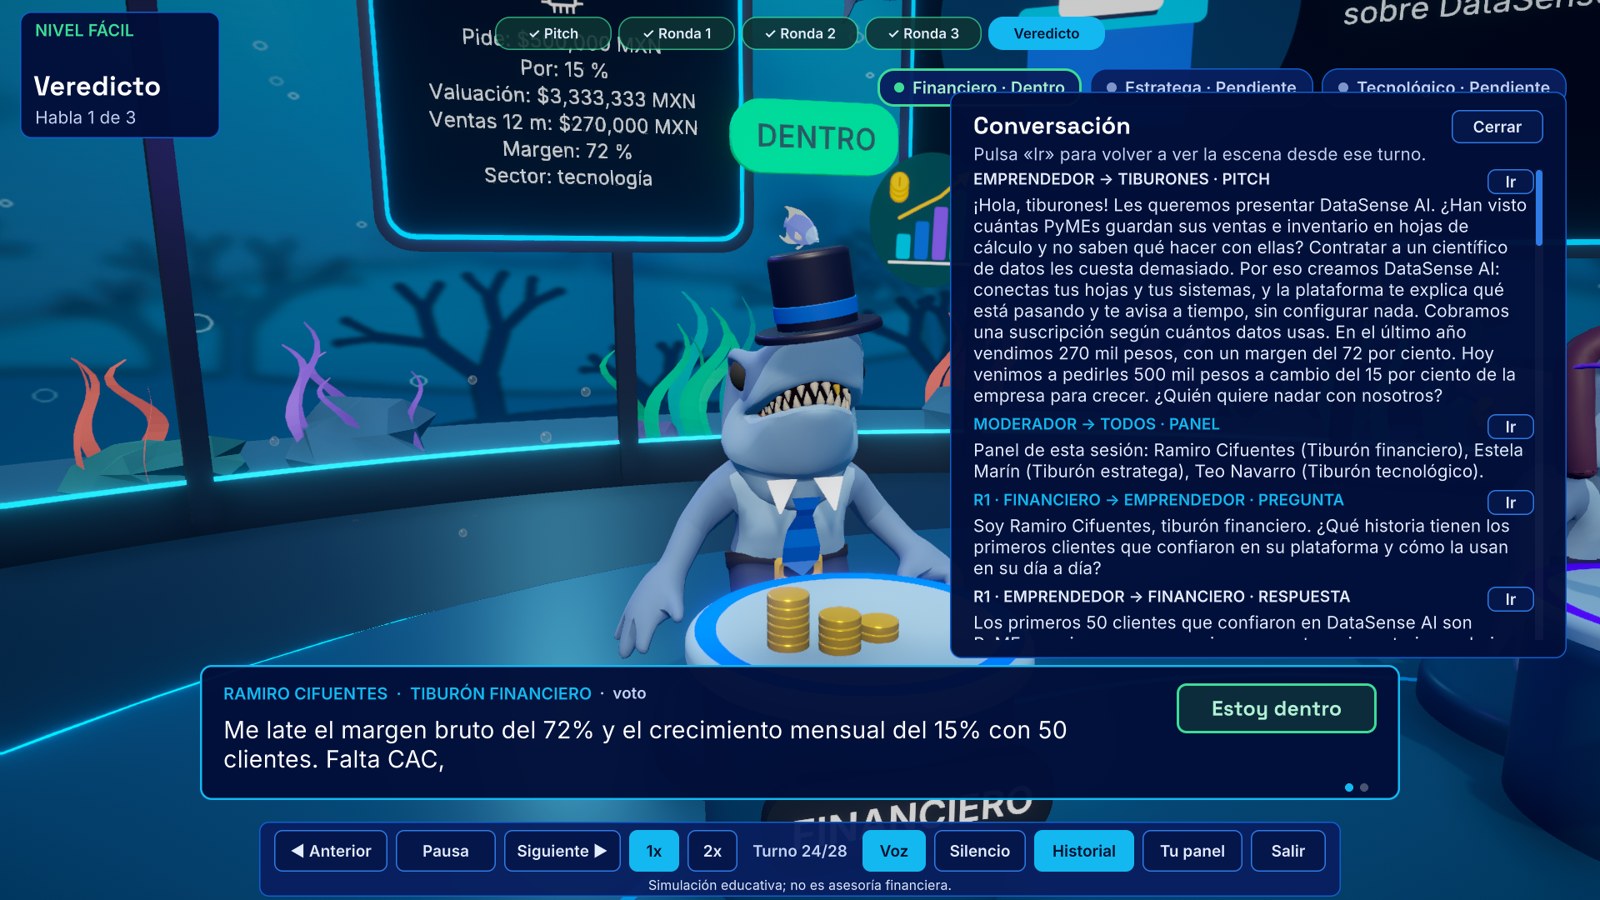 NIVEL FÁCIL
Veredicto
Habla 1 de 3
✓ Pitch
✓ Ronda 1
✓ Ronda 2
✓ Ronda 3
Veredicto
sobre DataSens
Pide: $500,000 MXN
Por: 15 %
Valuación: $3,333,333 MXN
Ventas 12 m: $270,000 MXN
Margen: 72 %
Sector: tecnología
DENTRO
Financiero · Dentro
Estratega · Pendiente
Tecnológico · Pendiente
Conversación
Cerrar
Pulsa «Ir» para volver a ver la escena desde ese turno.
EMPRENDEDOR → TIBURONES · PITCH
Ir
¡Hola, tiburones! Les queremos presentar DataSense AI. ¿Han visto
cuántas PyMEs guardan sus ventas e inventario en hojas de
cálculo y no saben qué hacer con ellas? Contratar a un científico
de datos les cuesta demasiado. Por eso creamos DataSense AI:
conectas tus hojas y tus sistemas, y la plataforma te explica qué
está pasando y te avisa a tiempo, sin configurar nada. Cobramos
una suscripción según cuántos datos usas. En el último año
vendimos 270 mil pesos, con un margen del 72 por ciento. Hoy
venimos a pedirles 500 mil pesos a cambio del 15 por ciento de la
empresa para crecer. ¿Quién quiere nadar con nosotros?
MODERADOR → TODOS · PANEL
Ir
Panel de esta sesión: Ramiro Cifuentes (Tiburón financiero), Estela
Marín (Tiburón estratega), Teo Navarro (Tiburón tecnológico).
R1 · FINANCIERO → EMPRENDEDOR · PREGUNTA
Ir
Soy Ramiro Cifuentes, tiburón financiero. ¿Qué historia tienen los
primeros clientes que confiaron en su plataforma y cómo la usan
en su día a día?
R1 · EMPRENDEDOR → FINANCIERO · RESPUESTA
Ir
Los primeros 50 clientes que confiaron en DataSense AI son
RAMIRO CIFUENTES · TIBURÓN FINANCIERO · voto
Me late el margen bruto del 72% y el crecimiento mensual del 15% con 50
clientes. Falta CAC,
Estoy dentro
FINANCIERO
◀ Anterior
Pausa
Siguiente ▶
1x
2x
Turno 24/28
Voz
Silencio
Historial
Tu panel
Salir
Simulación educativa; no es asesoría financiera.